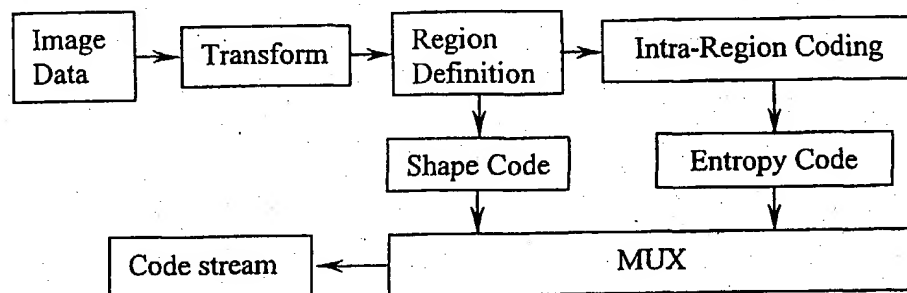 Image
Data
Transform
Region
Definition
Intra-Region Coding
Shape Code
Entropy Code
Code stream
MUX